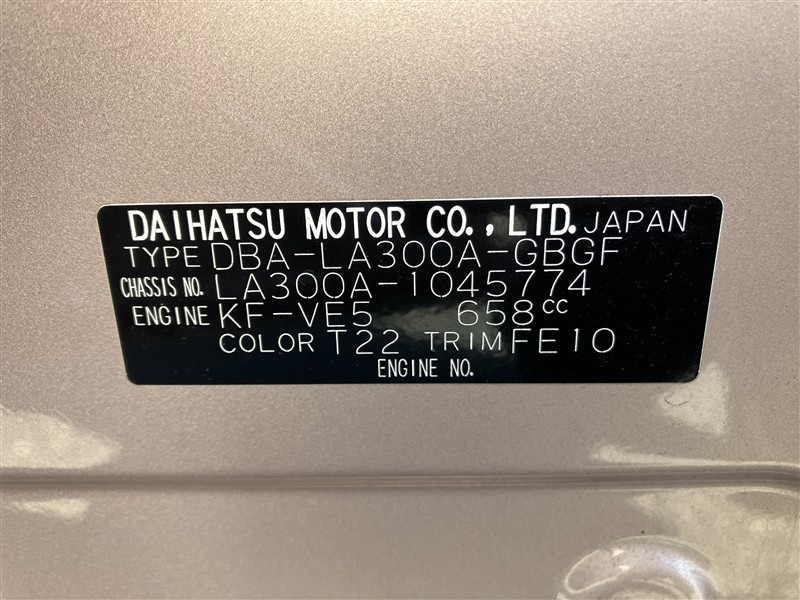 DAIHATSU MOTOR CO., LTD. JAPAN
TYPE DBA-LA300A-GBGF
CHASSIS NO. LA300A-1045774
ENGINE KF-VE5 658cc
COLOR T22 TRIM FE10
ENGINE NO.